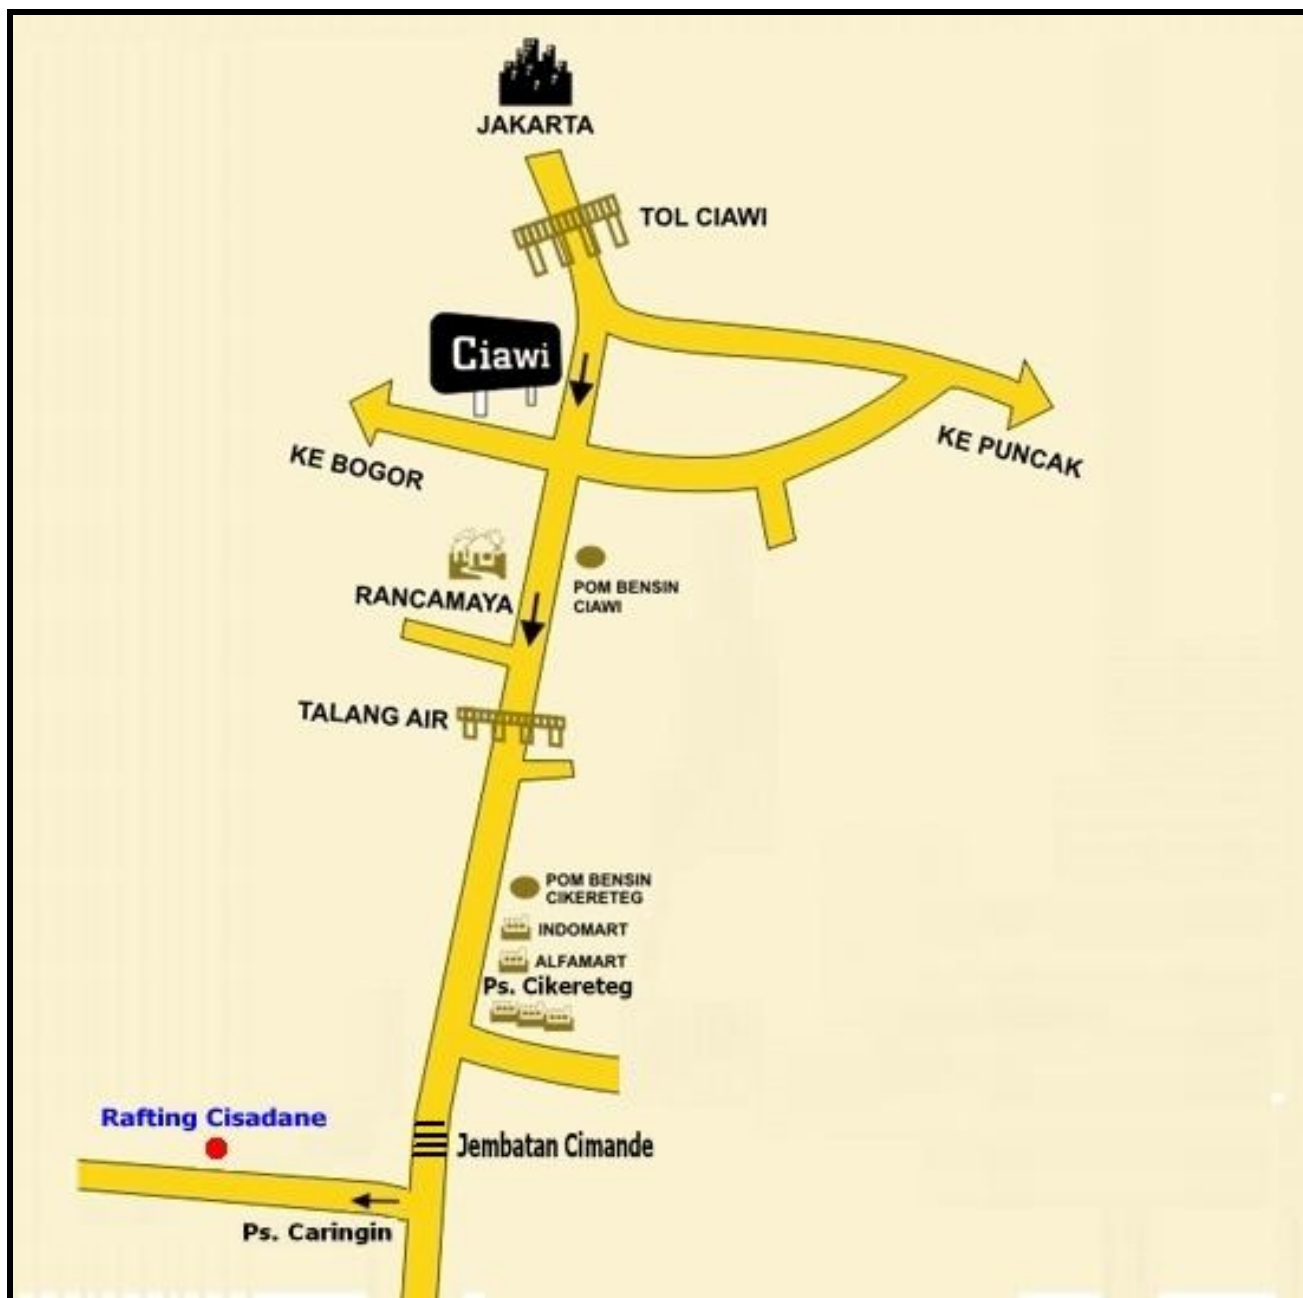 JAKARTA
TOL CIAWI
Ciawi
KE BOGOR
KE PUNCAK
POM BENSIN
CIAWI
RANCAMAYA
TALANG AIR
POM BENSIN
CIKERETEG
INDOMART
ALFAMART
Ps. Cikereteg
Rafting Cisadane
Jembatan Cimande
Ps. Caringin